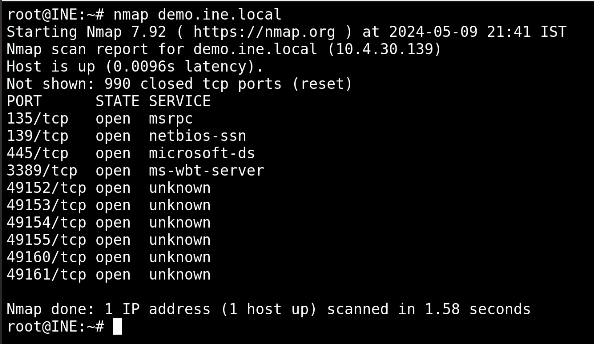 root@INE:~# nmap demo.ine.local
Starting Nmap 7.92 ( https://nmap.org ) at 2024-05-09 21:41 IST
Nmap scan report for demo.ine.local (10.4.30.139)
Host is up (0.0096s latency).
Not shown: 990 closed tcp ports (reset)
PORT      STATE SERVICE
135/tcp   open  msrpc
139/tcp   open  netbios-ssn
445/tcp   open  microsoft-ds
3389/tcp  open  ms-wbt-server
49152/tcp open  unknown
49153/tcp open  unknown
49154/tcp open  unknown
49155/tcp open  unknown
49160/tcp open  unknown
49161/tcp open  unknown

Nmap done: 1 IP address (1 host up) scanned in 1.58 seconds
root@INE:~#